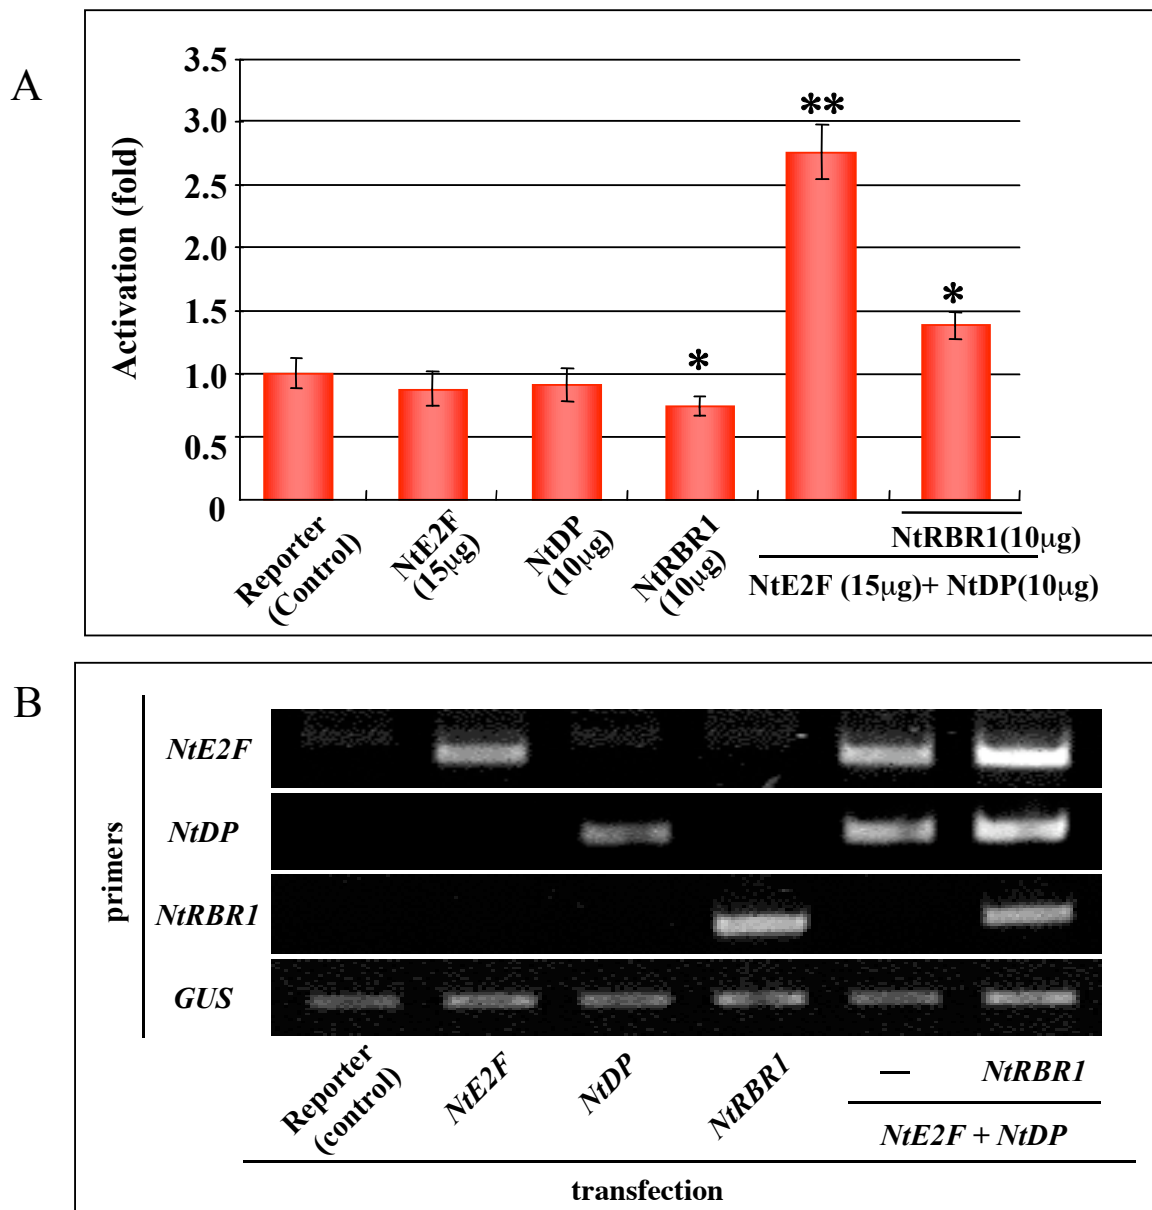 A
Activation (fold)
3.5
3.0
2.5
2.0
1.5
1.0
0.5
0
**
*
*
Reporter
(Control)
NtE2F
(15μg)
NtDP
(10μg)
NtRBR1
(10μg)
NtRBR1(10μg)
NtE2F (15μg)+ NtDP(10μg)
B
primers
NtE2F
NtDP
NtRBR1
GUS
Reporter
(control)
NtE2F
NtDP
NtRBR1
— NtRBR1
NtE2F + NtDP
transfection